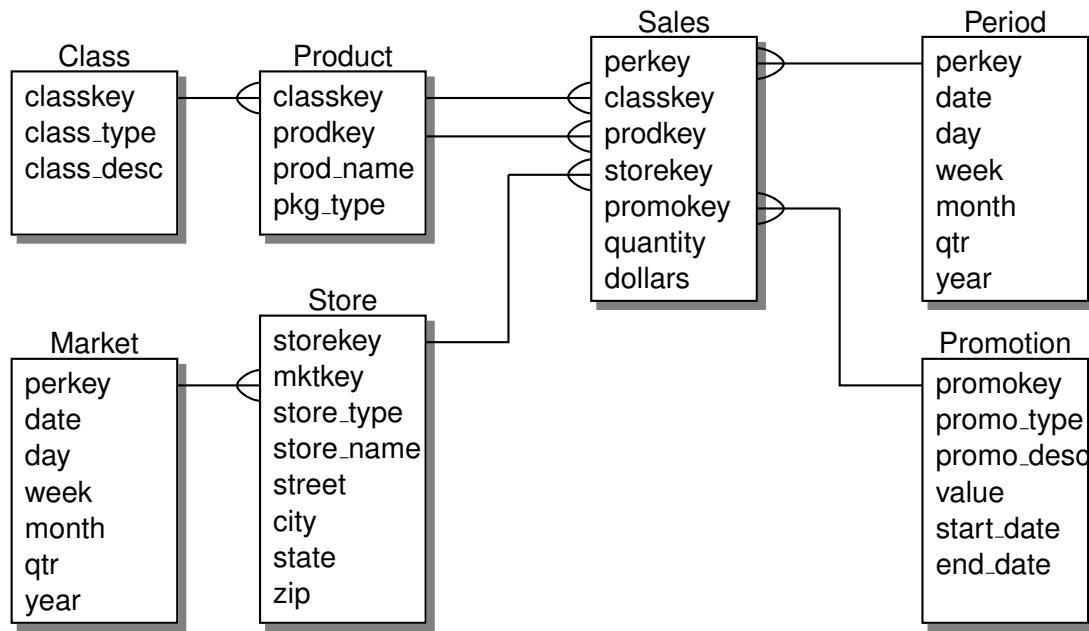 Class
classkey
class_type
class_desc
Product
classkey
prodkey
prod_name
pkg_type
Sales
perkey
classkey
prodkey
storekey
promokey
quantity
dollars
Period
perkey
date
day
week
month
qtr
year
Market
perkey
date
day
week
month
qtr
year
Store
storekey
mktkey
store_type
store_name
street
city
state
zip
Promotion
promokey
promo_type
promo_desc
value
start_date
end_date